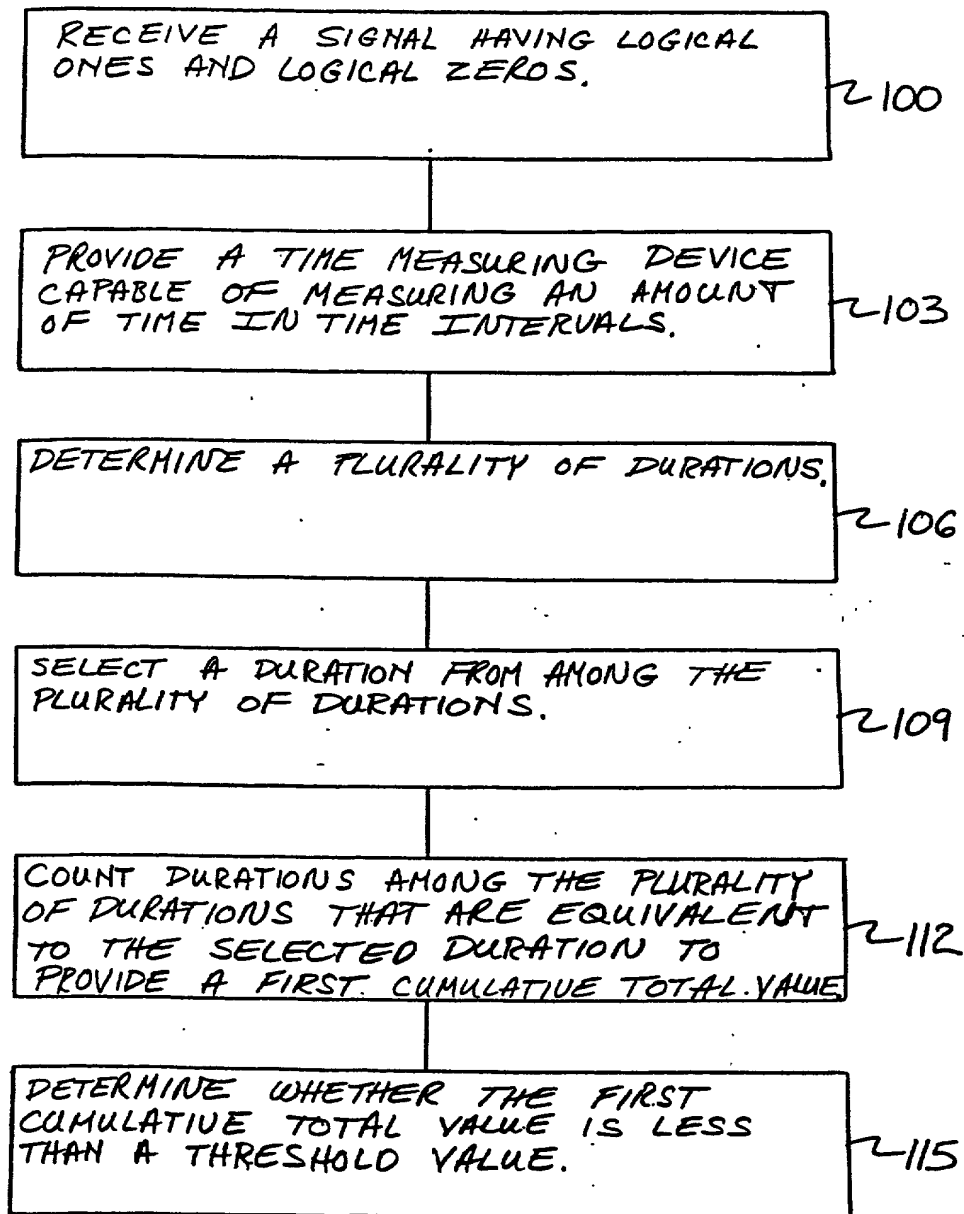 RECEIVE A SIGNAL HAVING LOGICAL
ONES AND LOGICAL ZEROS.
100
PROVIDE A TIME MEASURING DEVICE
CAPABLE OF MEASURING AN AMOUNT
OF TIME IN TIME INTERVALS.
103
DETERMINE A PLURALITY OF DURATIONS.
106
SELECT A DURATION FROM AMONG THE
PLURALITY OF DURATIONS.
109
COUNT DURATIONS AMONG THE PLURALITY
OF DURATIONS THAT ARE EQUIVALENT
TO THE SELECTED DURATION TO
PROVIDE A FIRST CUMULATIVE TOTAL VALUE.
112
DETERMINE WHETHER THE FIRST
CUMULATIVE TOTAL VALUE IS LESS
THAN A THRESHOLD VALUE.
115